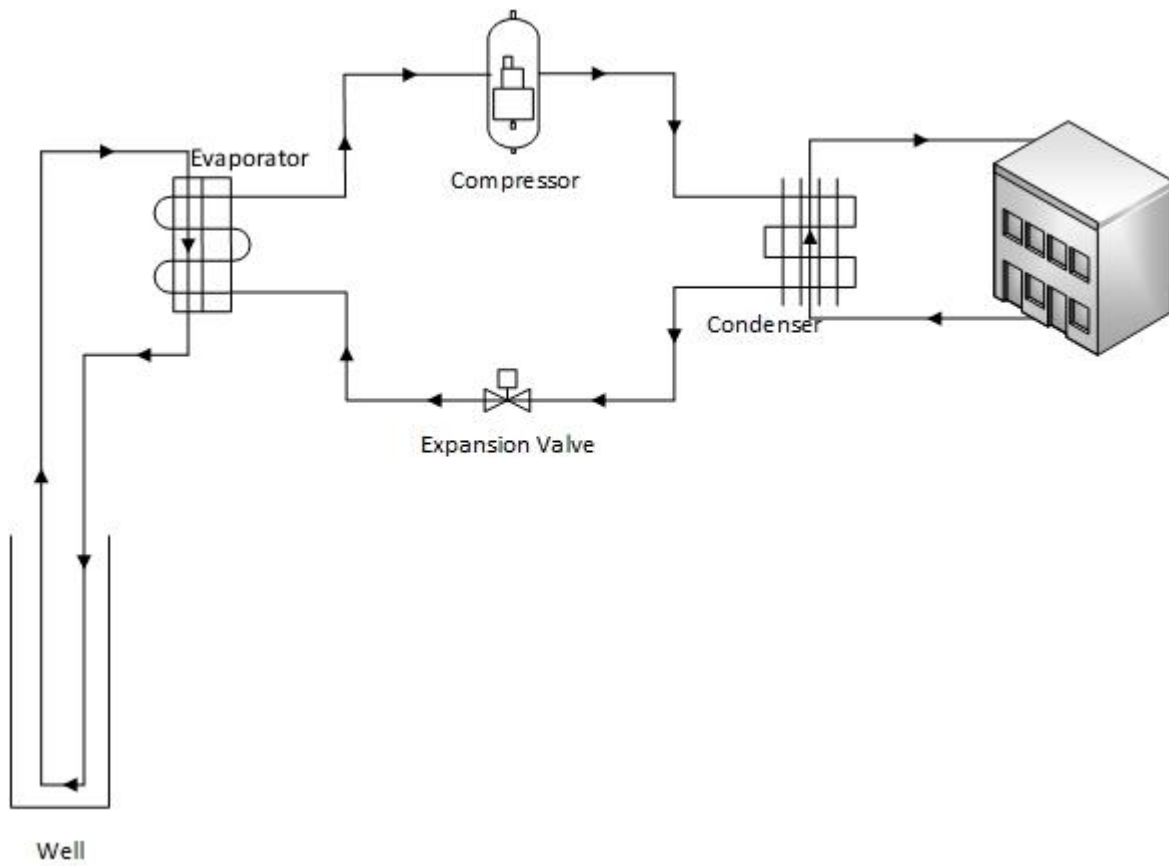 Evaporator
Compressor
Condenser
Expansion Valve
Well